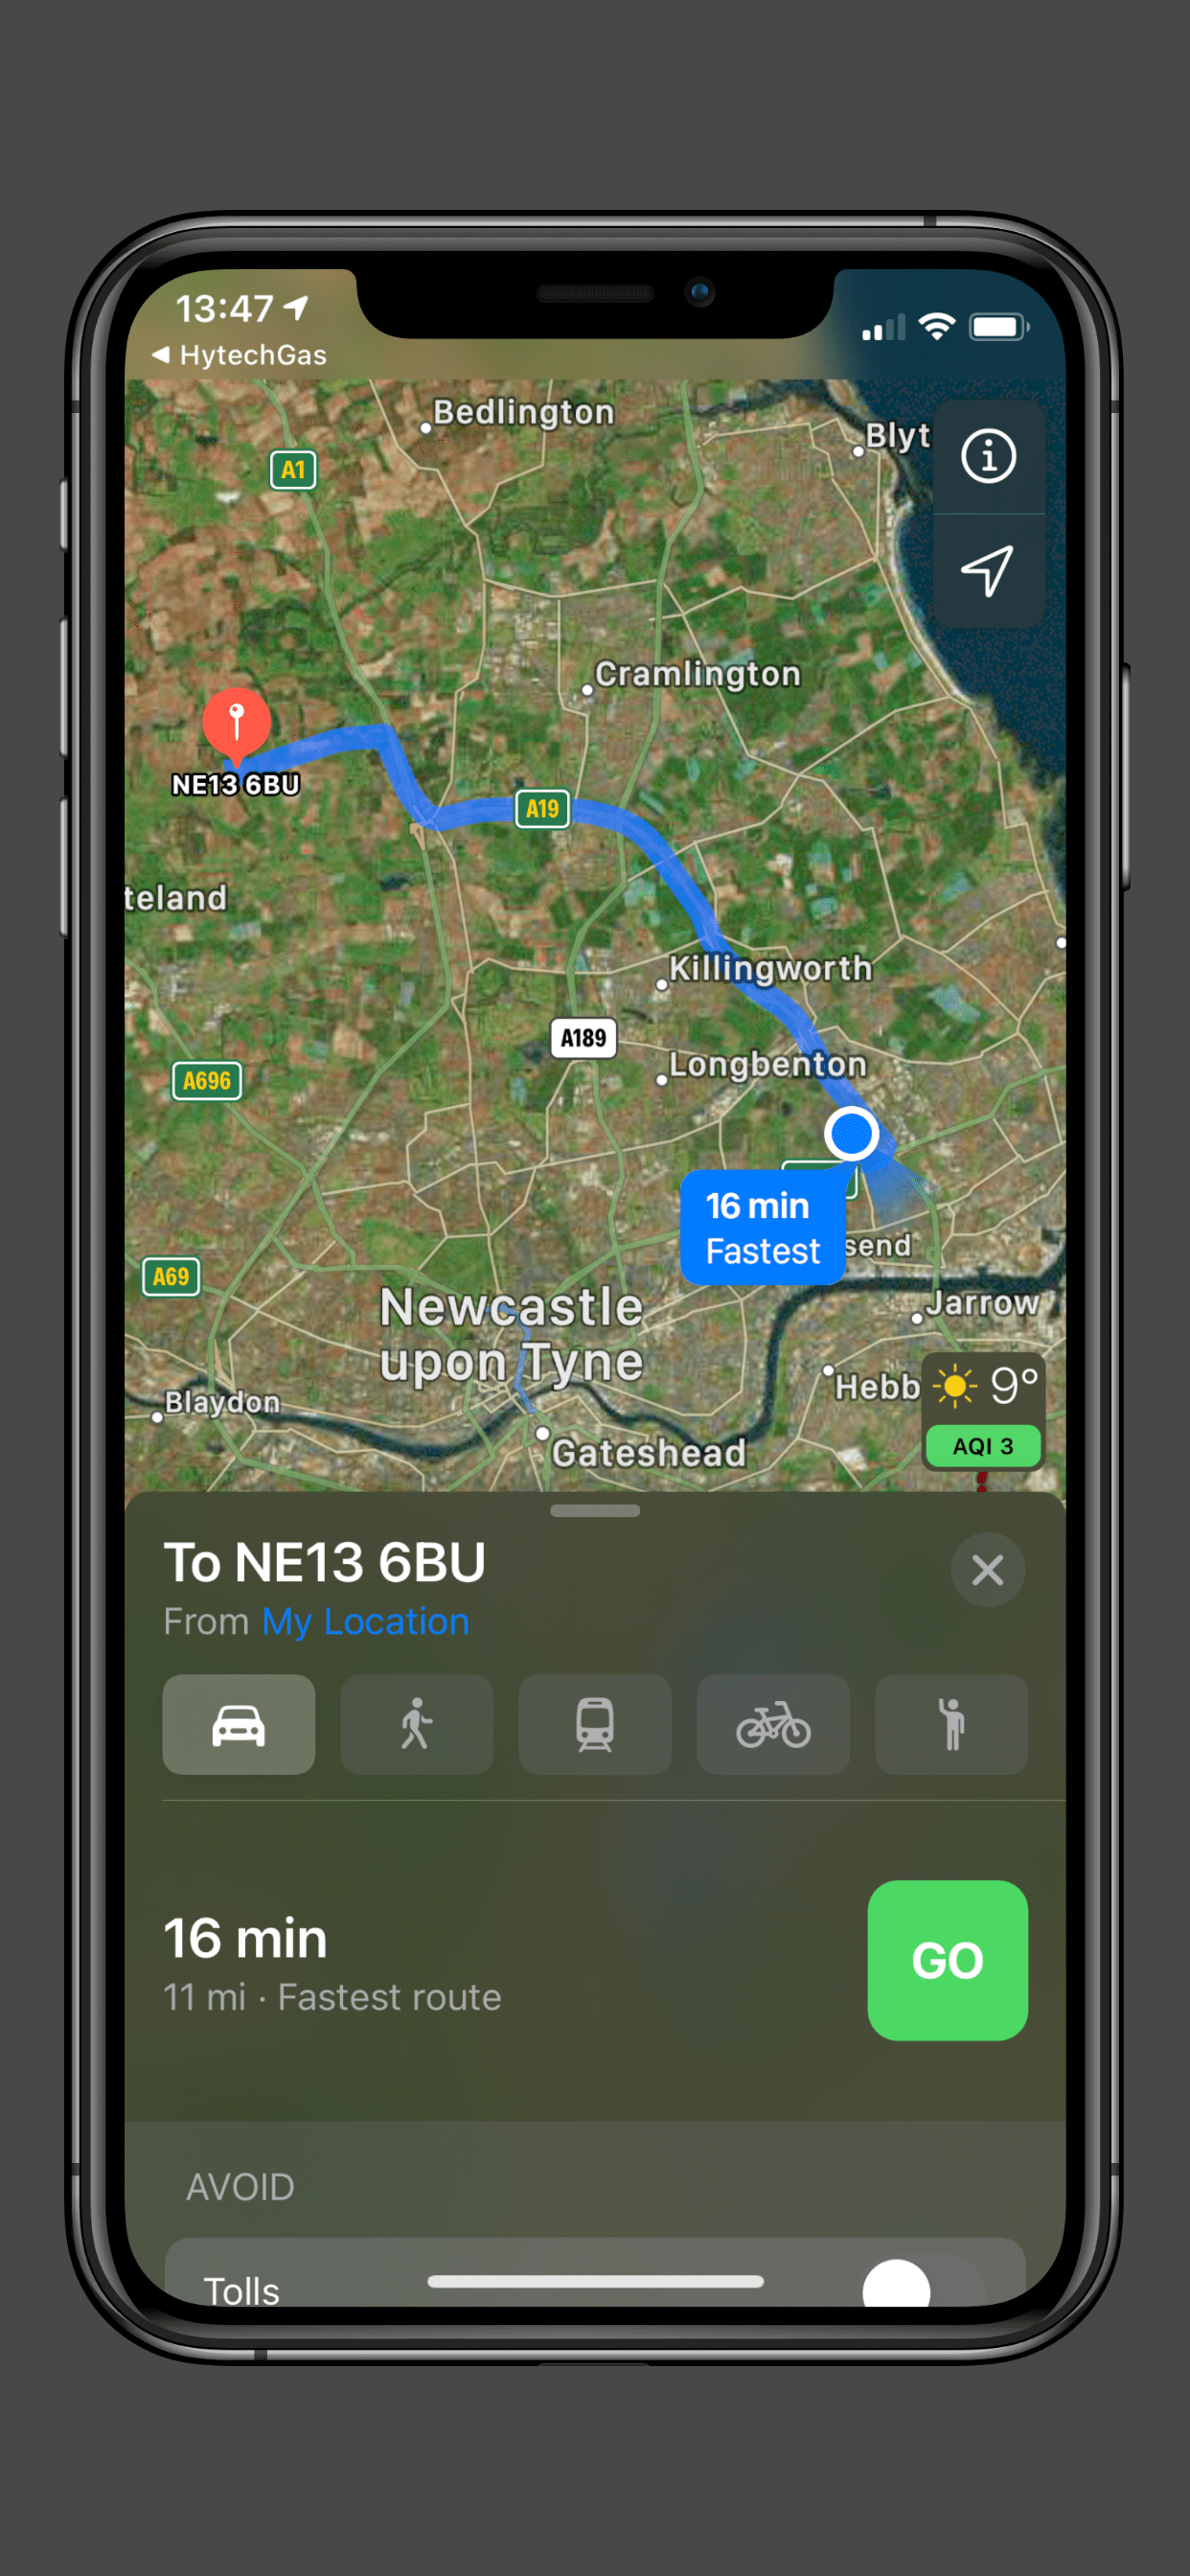 13:47
◀ HytechGas
Bedlington
Blyt
A1
Cramlington
NE13 6BU
A19
teland
Killingworth
A189
Longbenton
A696
16 min
Fastest
send
A69
Newcastle
upon Tyne
Jarrow
Hebb
9°
Blaydon
Gateshead
AQI 3
To NE13 6BU
From My Location
16 min
11 mi · Fastest route
GO
AVOID
Tolls